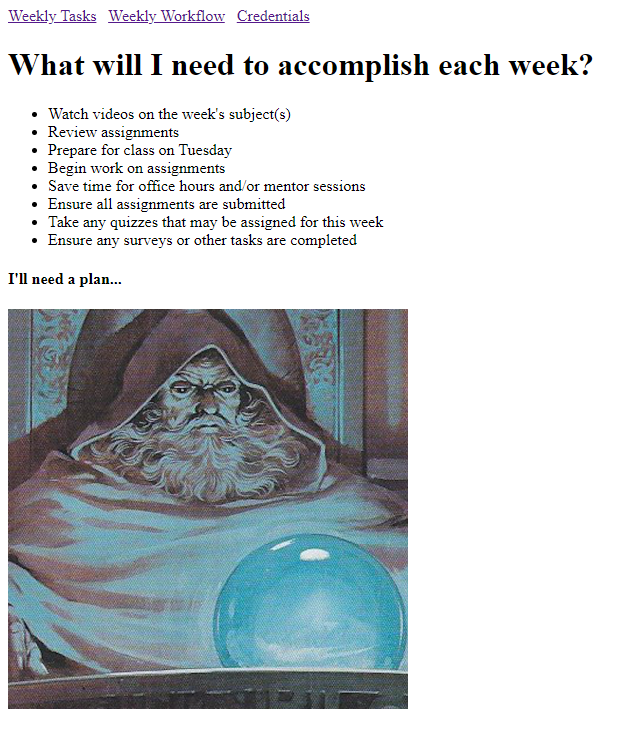 Weekly Tasks Weekly Workflow Credentials
What will I need to accomplish each week?
Watch videos on the week's subject(s)
Review assignments
Prepare for class on Tuesday
Begin work on assignments
Save time for office hours and/or mentor sessions
Ensure all assignments are submitted
Take any quizzes that may be assigned for this week
Ensure any surveys or other tasks are completed
I'll need a plan...